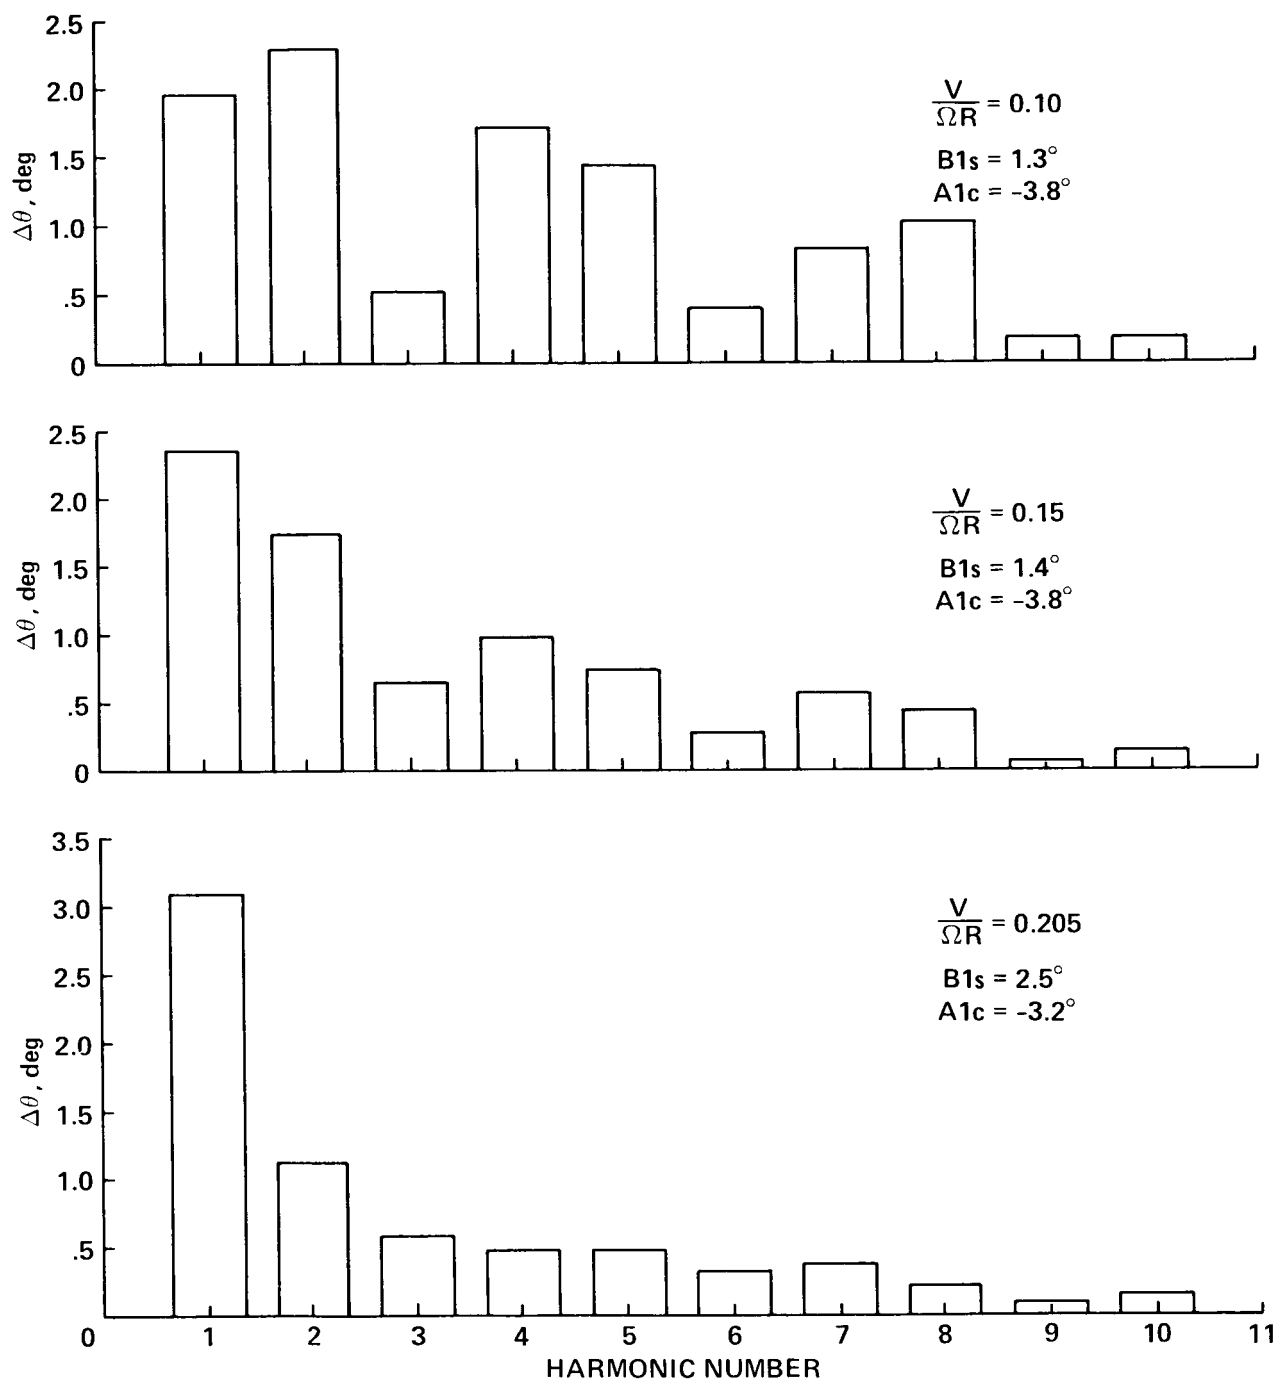 2.5
2.0
1.5
1.0
.5
0
Δθ, deg
V
ΩR = 0.10
B1s = 1.3°
A1c = -3.8°
2.5
2.0
1.5
1.0
.5
0
Δθ, deg
V
ΩR = 0.15
B1s = 1.4°
A1c = -3.8°
3.5
3.0
2.5
2.0
1.5
1.0
.5
Δθ, deg
V
ΩR = 0.205
B1s = 2.5°
A1c = -3.2°
0 1 2 3 4 5 6 7 8 9 10 11
HARMONIC NUMBER